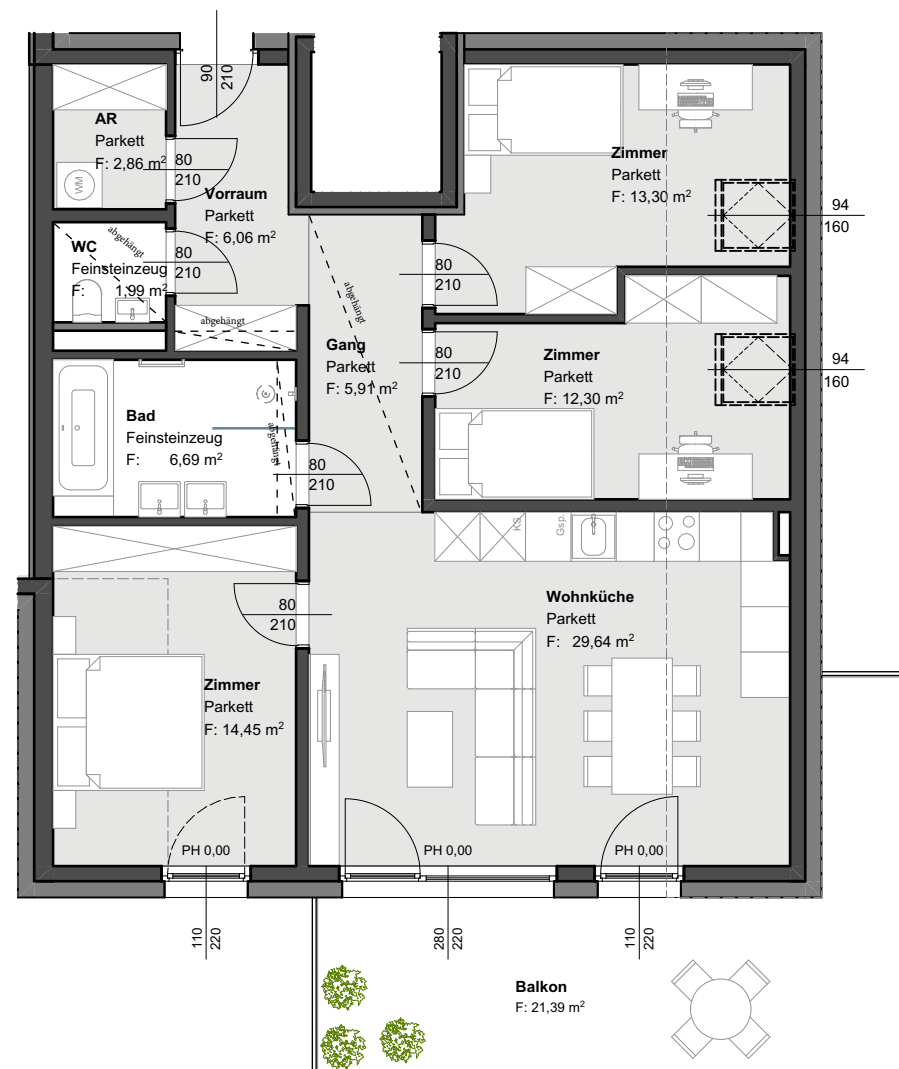 90
210
AR
Parkett
F: 2,86 m²
WM
80
210
Vorraum
Parkett
F: 6,06 m²
Zimmer
Parkett
F: 13,30 m²
94
160
WC
Feinsteinzeug
F: 1,99 m²
abgehängt
80
210
abgehängt
abgehängt
80
210
Gang
Parkett
F: 5,91 m²
80
210
Zimmer
Parkett
F: 12,30 m²
94
160
Bad
Feinsteinzeug
F: 6,69 m²
abgehängt
80
210
KS
Gsp.
80
210
Wohnküche
Parkett
F: 29,64 m²
Zimmer
Parkett
F: 14,45 m²
PH 0,00
PH 0,00
PH 0,00
110
220
280
220
110
220
Balkon
F: 21,39 m²